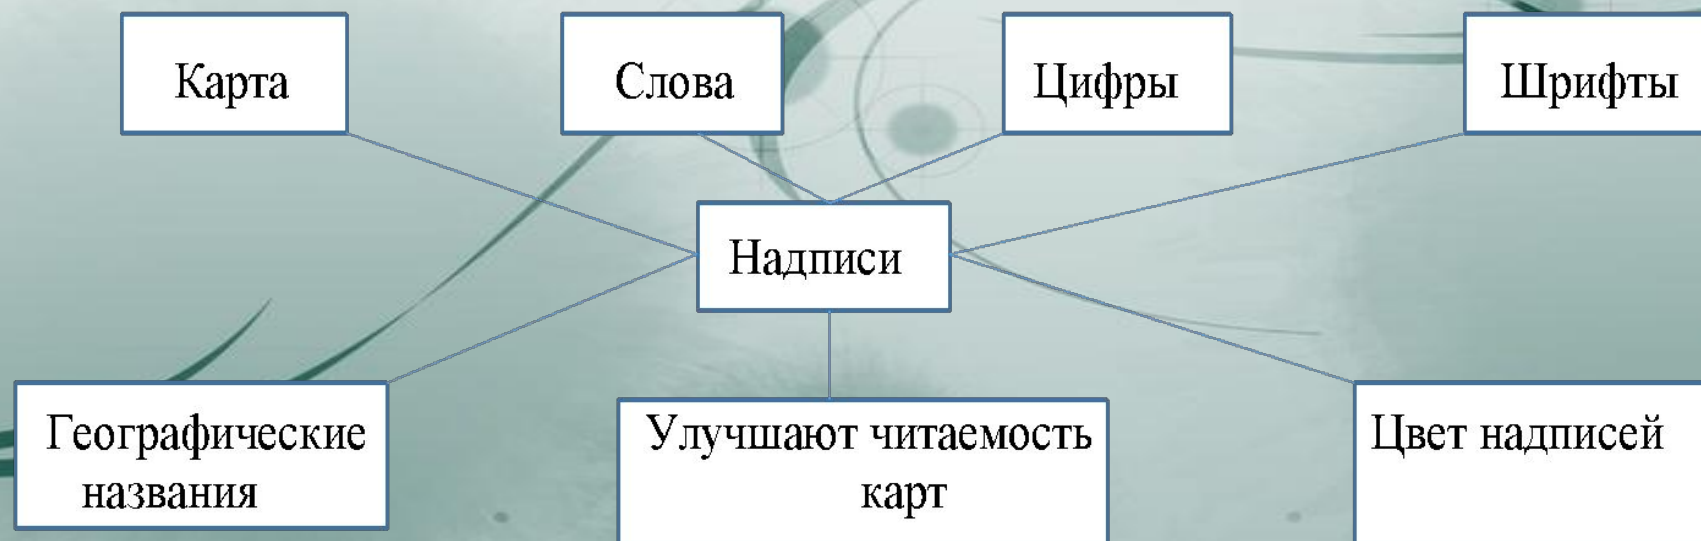 Карта
Слова
Цифры
Шрифты
Надписи
Географические
названия
Улучшают читаемость
карт
Цвет надписей